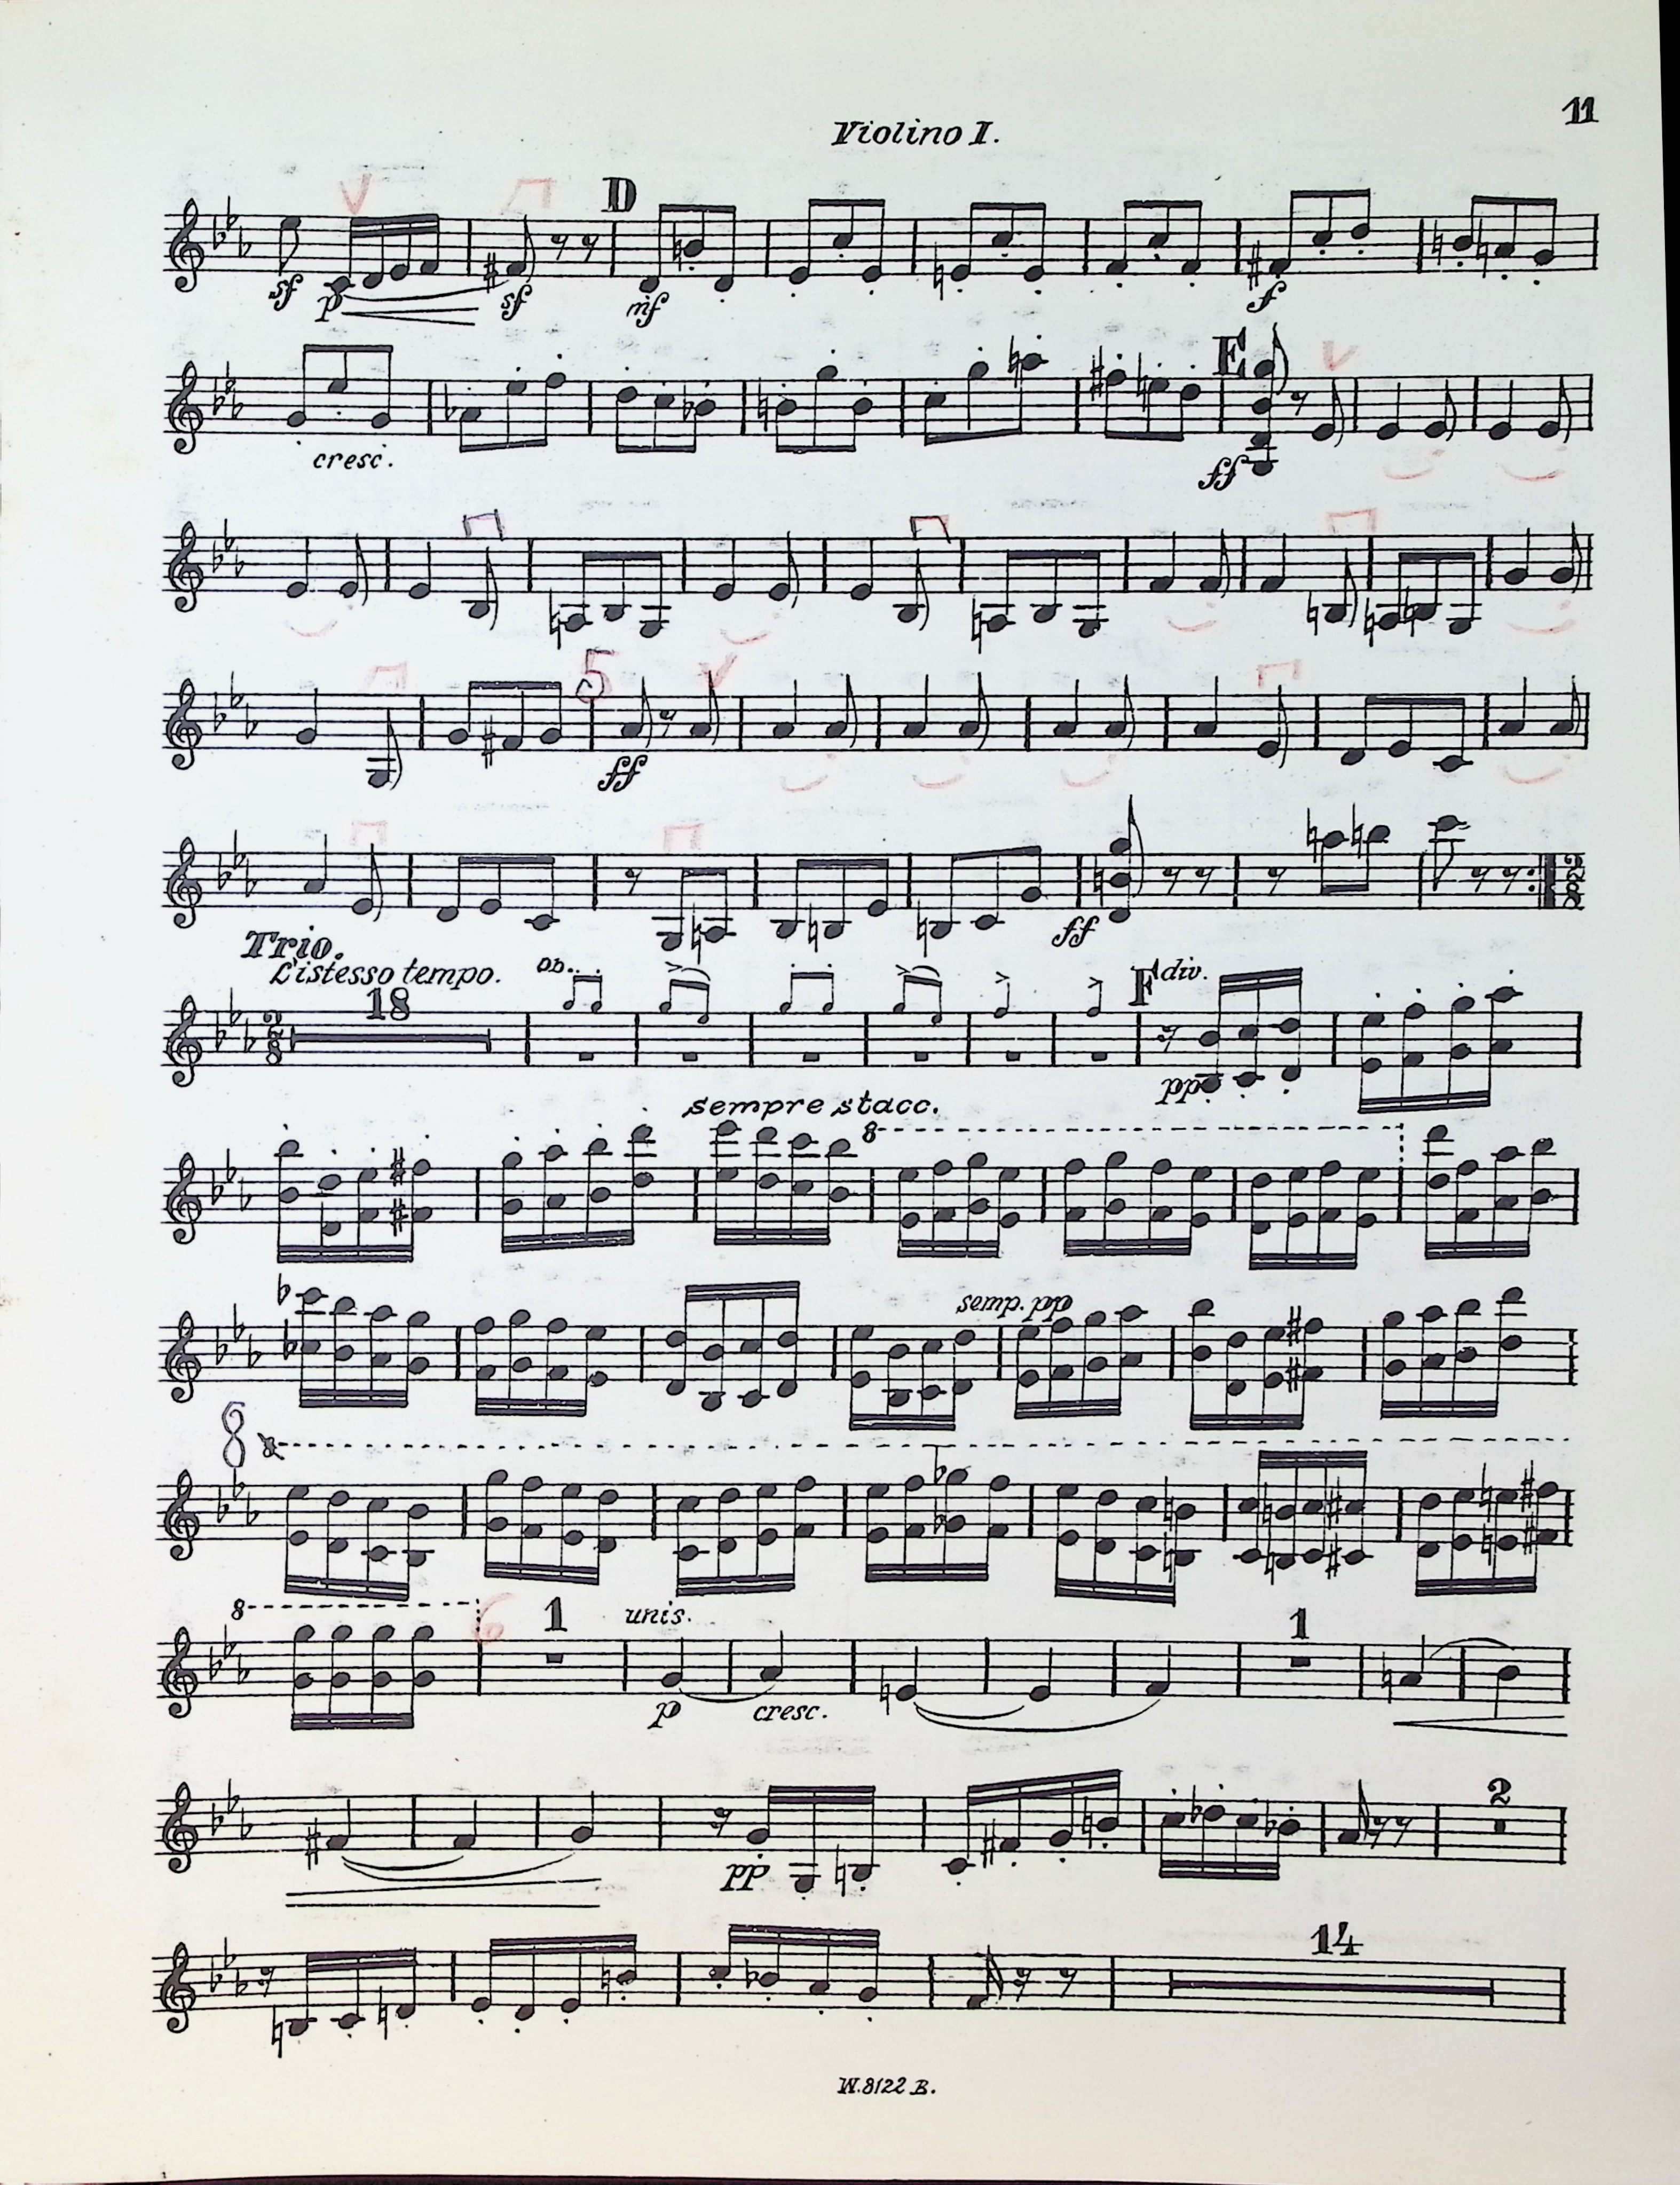 11
Violino I.
D
sf p sf mf f
E
cresc. ff
5
ff
ff
Trio.
L'istesso tempo. ob. F div.
18
pp
sempre stacc.
8
semp. pp
8
8 6 1 unis. 1
p cresc.
2
pp
14
W. 8122 B.